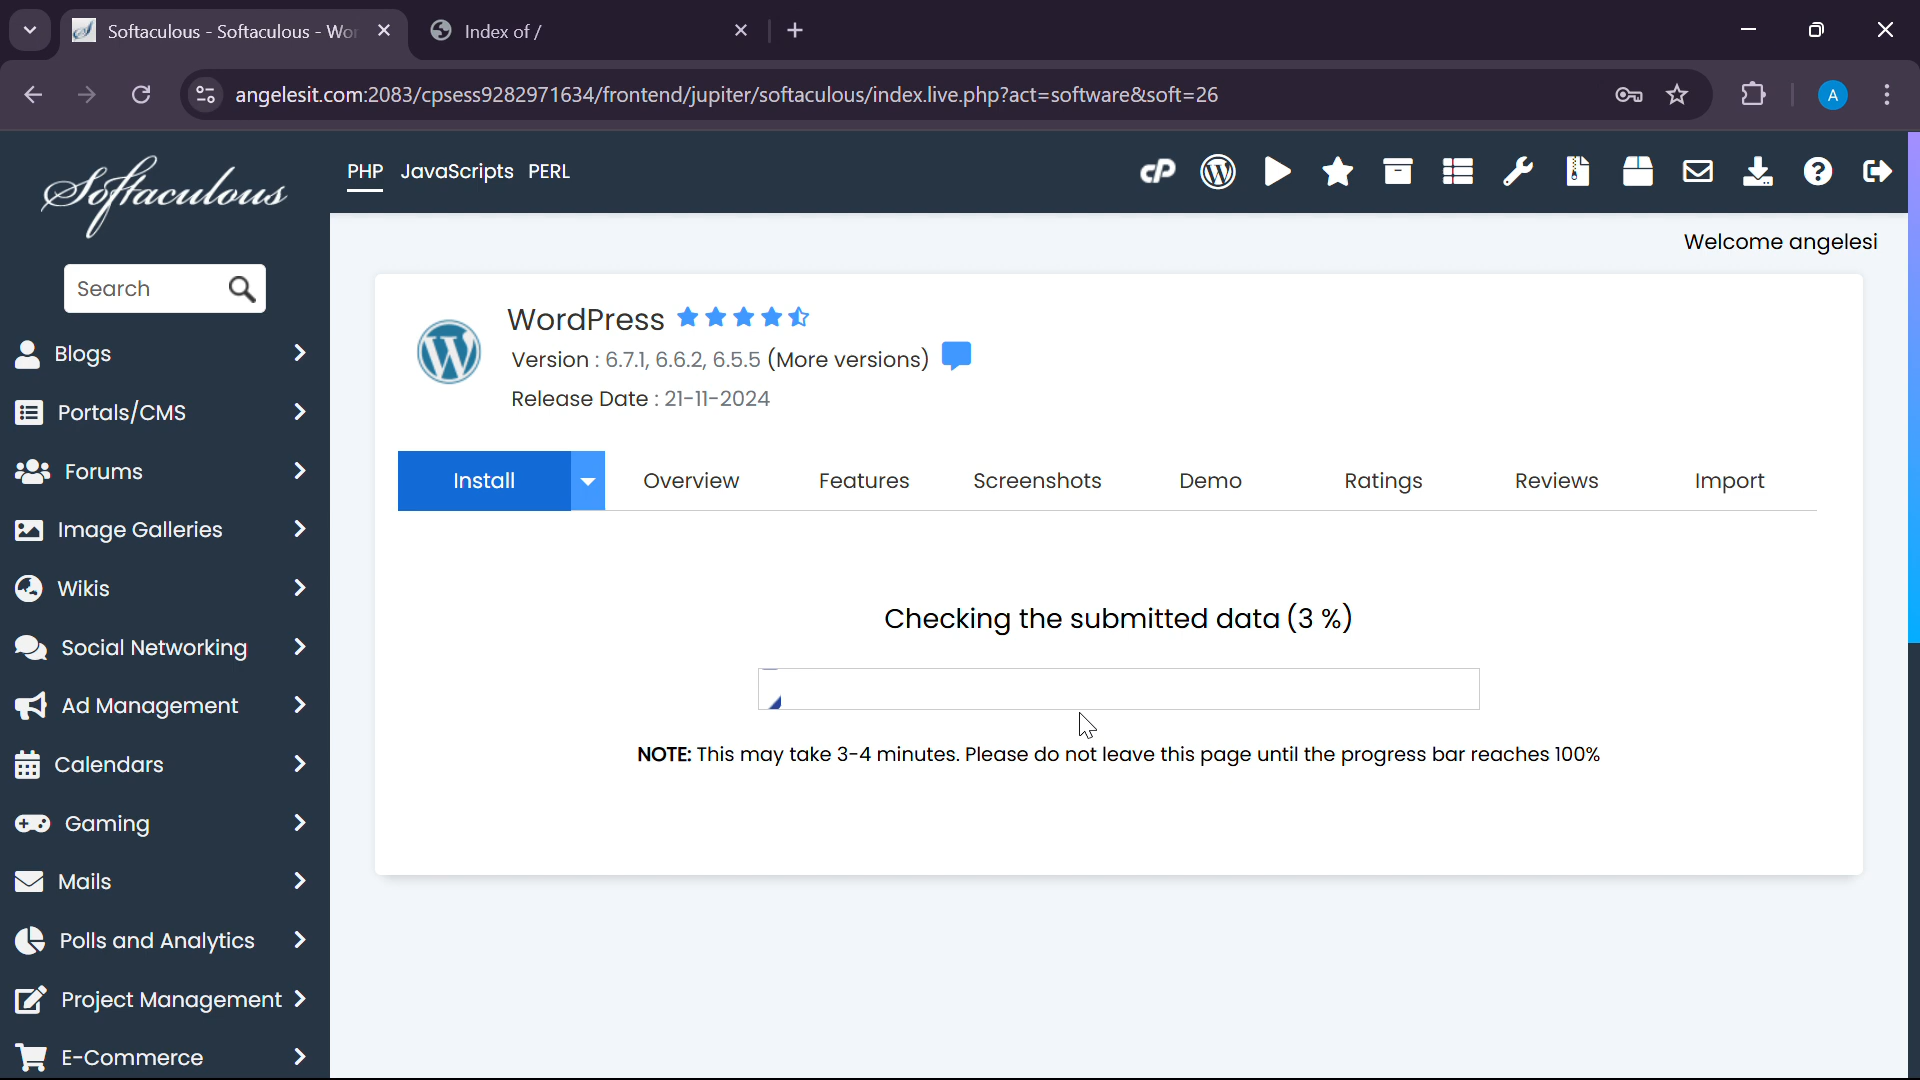 Softaculous - Softaculous - Wor
Index of /
angelesit.com:2083/cpsess9282971634/frontend/jupiter/softaculous/index.live.php?act=software&soft=26
A
Softaculous
PHP JavaScripts PERL
cP
Welcome angelesi
Search
Blogs
Portals/CMS
Forums
Image Galleries
Wikis
Social Networking
Ad Management
Calendars
Gaming
Mails
Polls and Analytics
Project Management
E-Commerce
WordPress
Version : 6.7.1, 6.6.2, 6.5.5 (More versions)
Release Date : 21-11-2024
Install Overview Features Screenshots Demo Ratings Reviews Import
Checking the submitted data (3 %)
NOTE: This may take 3-4 minutes. Please do not leave this page until the progress bar reaches 100%